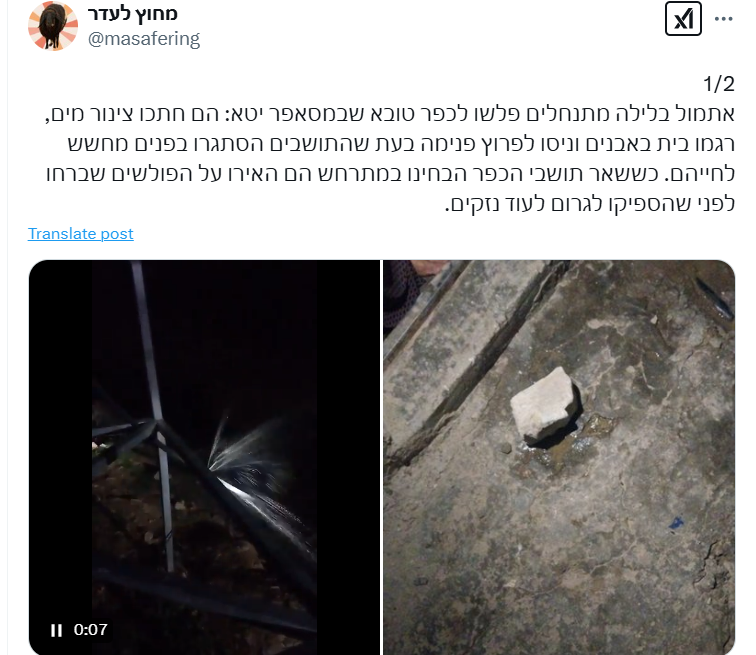 מחוץ לעדר
@masafering
1/2
אתמול בלילה מתנחלים פלשו לכפר טובא שבמסאפר יטא: הם חתכו צינור מים,
רגמו בית באבנים וניסו לפרוץ פנימה בעת שהתושבים הסתגרו בפנים מחשש
לחייהם. כששאר תושבי הכפר הבחינו במתרחש הם האירו על הפולשים שברחו
לפני שהספיקו לגרום לעוד נזקים.
Translate post
0:07